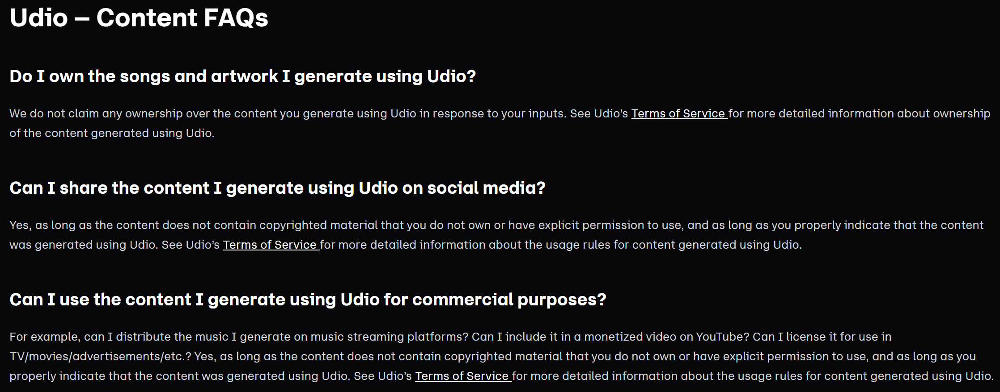 Udio – Content FAQs
Do I own the songs and artwork I generate using Udio?
We do not claim any ownership over the content you generate using Udio in response to your inputs. See Udio’s Terms of Service for more detailed information about ownership
of the content generated using Udio.
Can I share the content I generate using Udio on social media?
Yes, as long as the content does not contain copyrighted material that you do not own or have explicit permission to use, and as long as you properly indicate that the content
was generated using Udio. See Udio’s Terms of Service for more detailed information about the usage rules for content generated using Udio.
Can I use the content I generate using Udio for commercial purposes?
For example, can I distribute the music I generate on music streaming platforms? Can I include it in a monetized video on YouTube? Can I license it for use in
TV/movies/advertisements/etc.? Yes, as long as the content does not contain copyrighted material that you do not own or have explicit permission to use, and as long as you
properly indicate that the content was generated using Udio. See Udio’s Terms of Service for more detailed information about the usage rules for content generated using Udio.